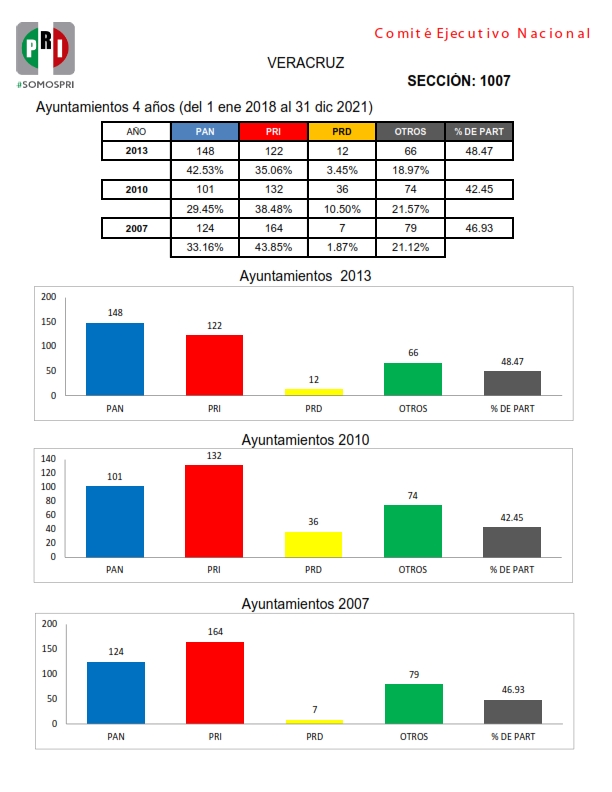 Comité Ejecutivo Nacional
PRI
#SOMOSPRI
VERACRUZ
SECCIÓN: 1007
Ayuntamientos 4 años (del 1 ene 2018 al 31 dic 2021)
AÑO PAN PRI PRD OTROS % DE PART
2013 148 122 12 66 48.47
42.53% 35.06% 3.45% 18.97%
2010 101 132 36 74 42.45
29.45% 38.48% 10.50% 21.57%
2007 124 164 7 79 46.93
33.16% 43.85% 1.87% 21.12%
Ayuntamientos 2013
200
150
100
50
0
148
122
12
66
48.47
PAN PRI PRD OTROS % DE PART
Ayuntamientos 2010
140
120
100
80
60
40
20
0
101
132
36
74
42.45
PAN PRI PRD OTROS % DE PART
Ayuntamientos 2007
200
150
100
50
0
124
164
7
79
46.93
PAN PRI PRD OTROS % DE PART